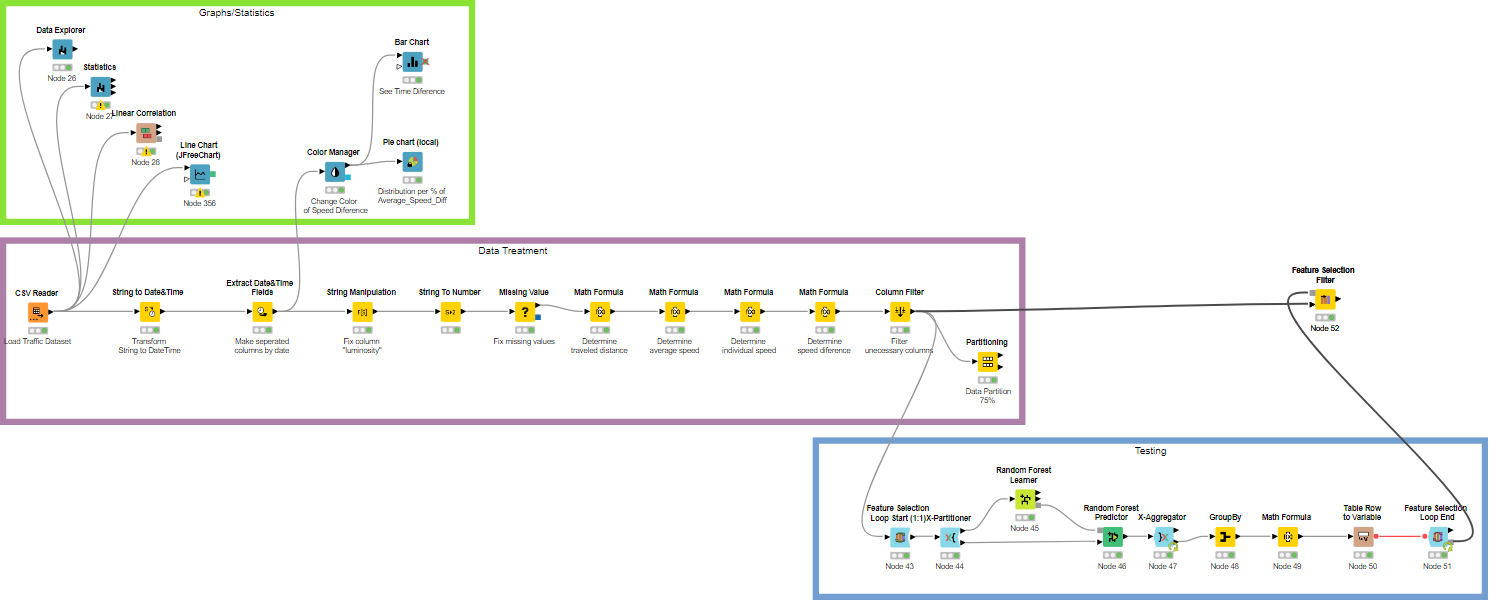 Graphs/Statistics
Data Explorer
Node 26
Statistics
Node 27
Linear Correlation
Node 28
Line Chart
(JFreeChart)
Node 356
Color Manager
Change Color
of Speed Diference
Bar Chart
See Time Diference
Pie chart (local)
Distribution per % of
Average_Speed_Diff
Data Treatment
CSV Reader
Load Traffic Dataset
String to Date&Time
Transform
String to DateTime
Extract Date&Time
Fields
Make seperated
columns by date
String Manipulation
Fix column
"luminosity"
String To Number
Missing Value
Fix missing values
Math Formula
Determine
traveled distance
Math Formula
Determine
average speed
Math Formula
Determine
individual speed
Math Formula
Determine
speed diference
Column Filter
Filter
unnecessary columns
Partitioning
Data Partition
75%
Feature Selection
Filter
Node 52
Testing
Feature Selection
Loop Start (1:1)
Node 43
X-Partitioner
Node 44
Random Forest
Learner
Node 45
Random Forest
Predictor
Node 46
X-Aggregator
Node 47
GroupBy
Node 48
Math Formula
Node 49
Table Row
to Variable
Node 50
Feature Selection
Loop End
Node 51